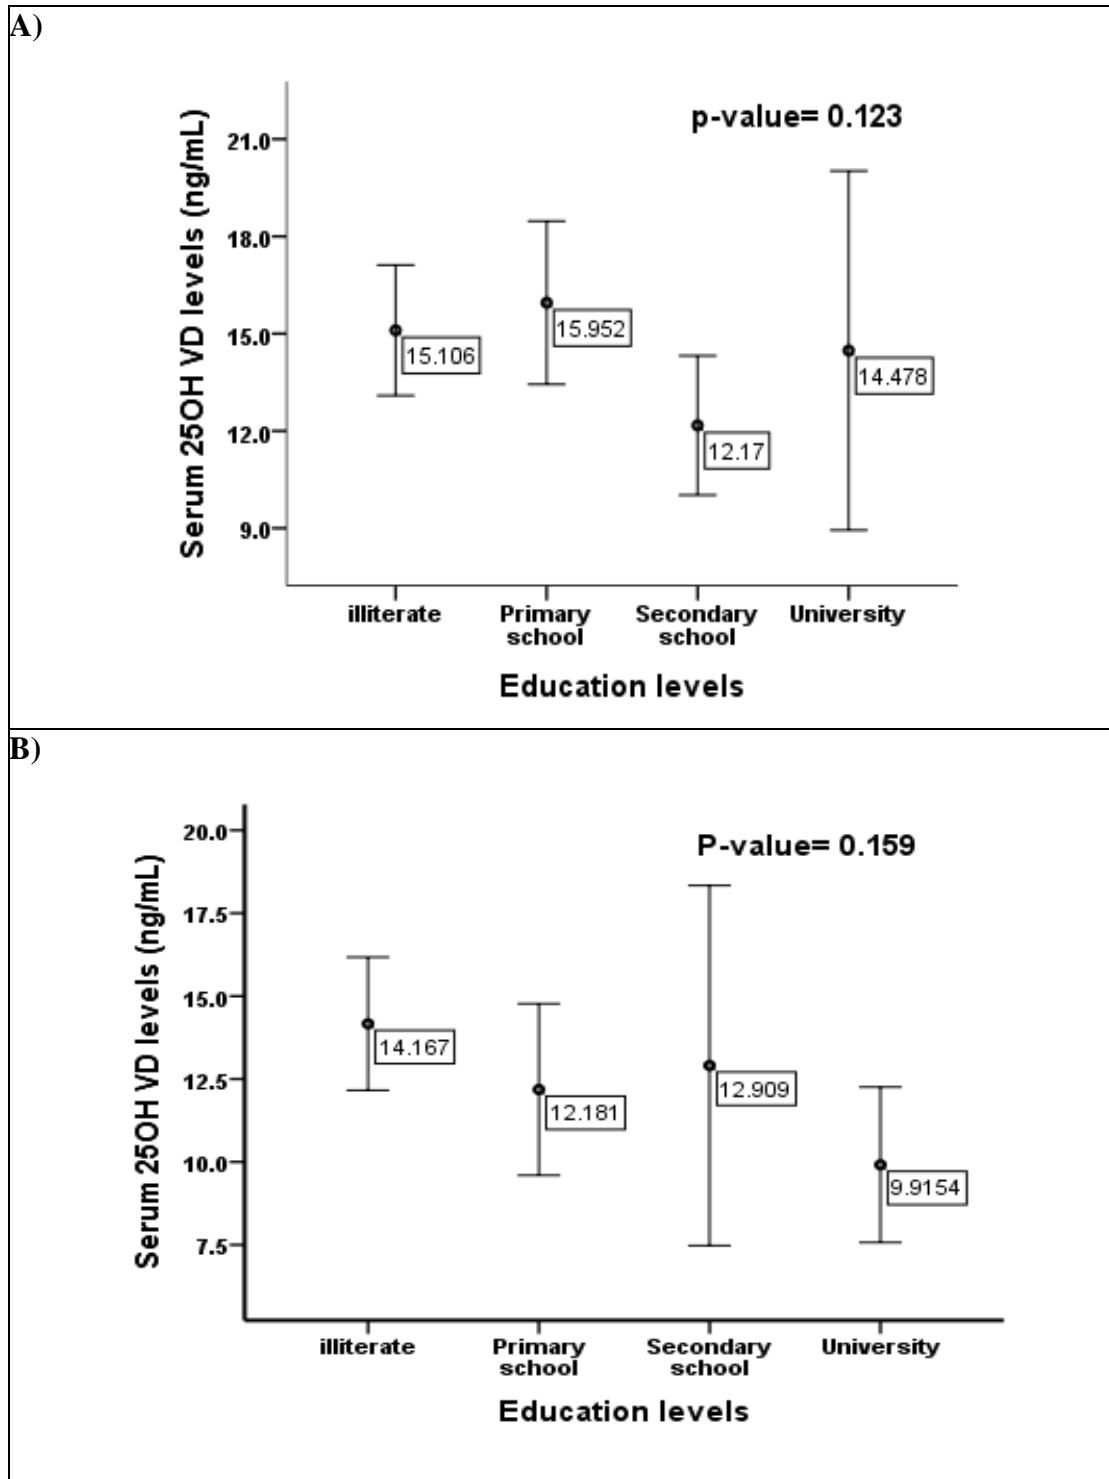 A)
p-value= 0.123
Serum 25OH VD levels (ng/mL)
21.0
18.0
15.0
12.0
9.0
15.106
15.952
12.17
14.478
illiterate
Primary
school
Secondary
school
University
Education levels
B)
P-value= 0.159
Serum 25OH VD levels (ng/mL)
20.0
17.5
15.0
12.5
10.0
7.5
14.167
12.181
12.909
9.9154
illiterate
Primary
school
Secondary
school
University
Education levels